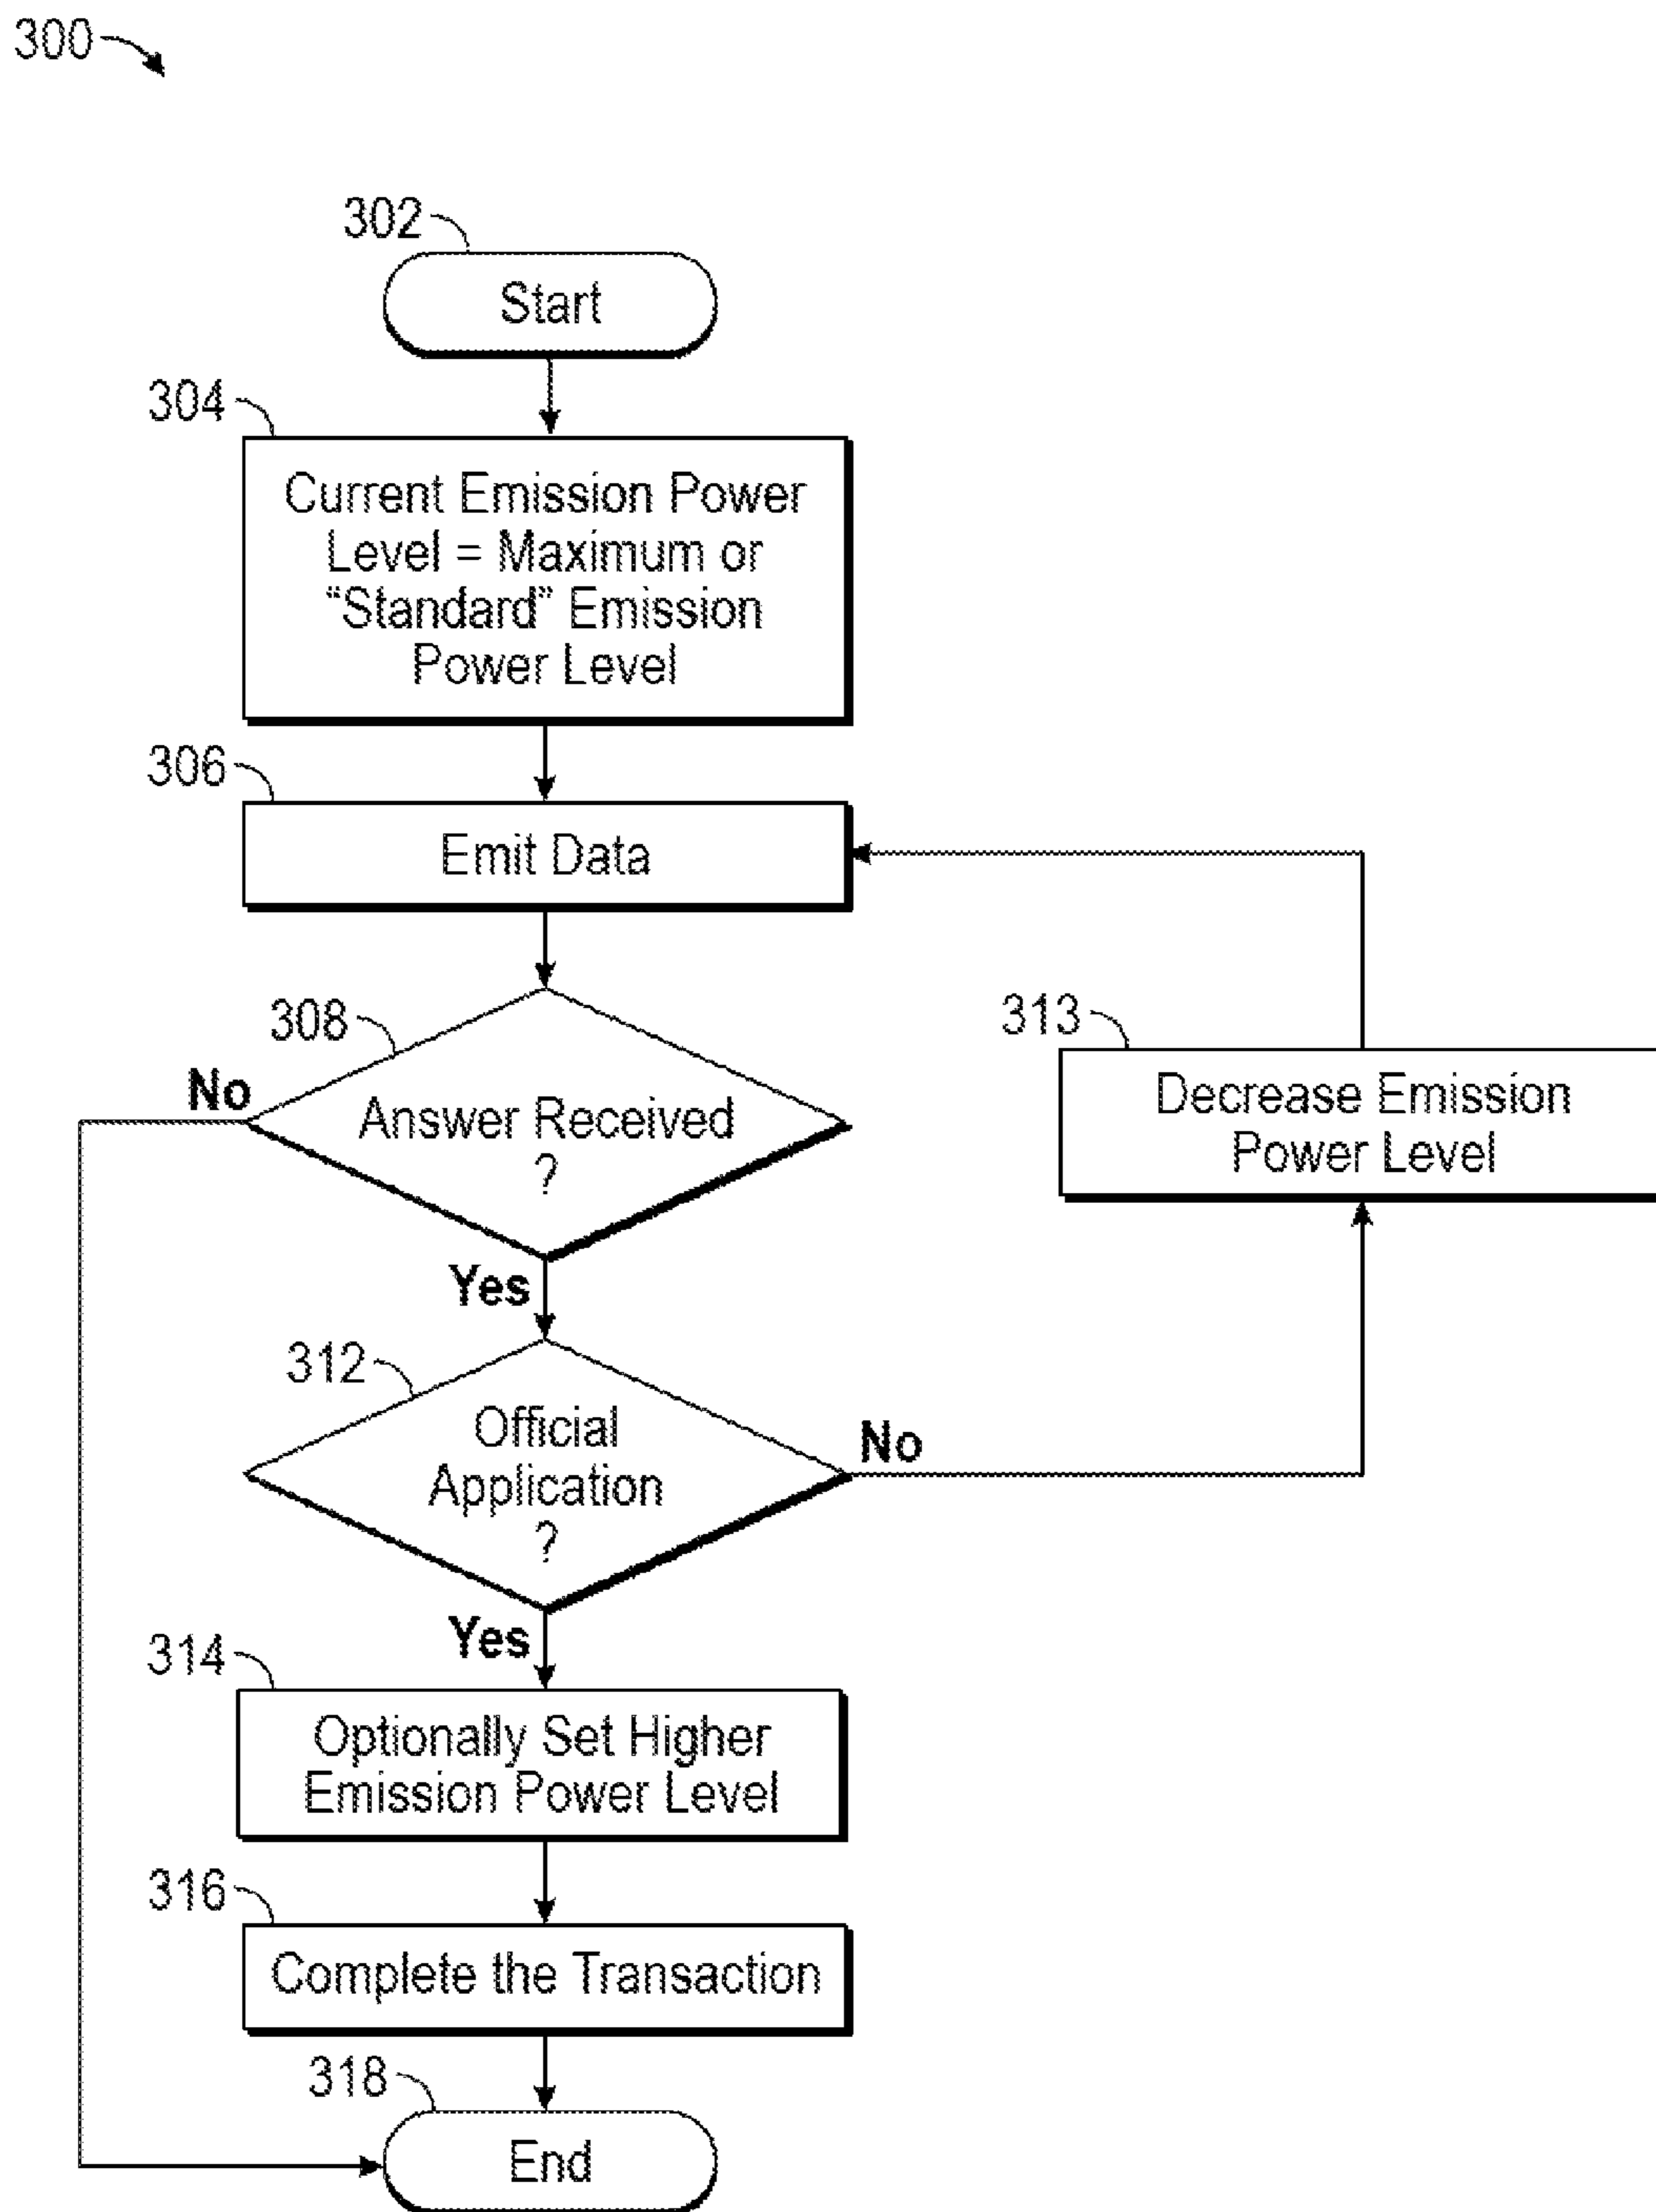 300
302
Start
304
Current Emission Power
Level = Maximum or
“Standard” Emission
Power Level
306
Emit Data
308
No
Answer Received
?
Yes
313
Decrease Emission
Power Level
312
Official
Application
?
No
Yes
314
Optionally Set Higher
Emission Power Level
316
Complete the Transaction
318
End